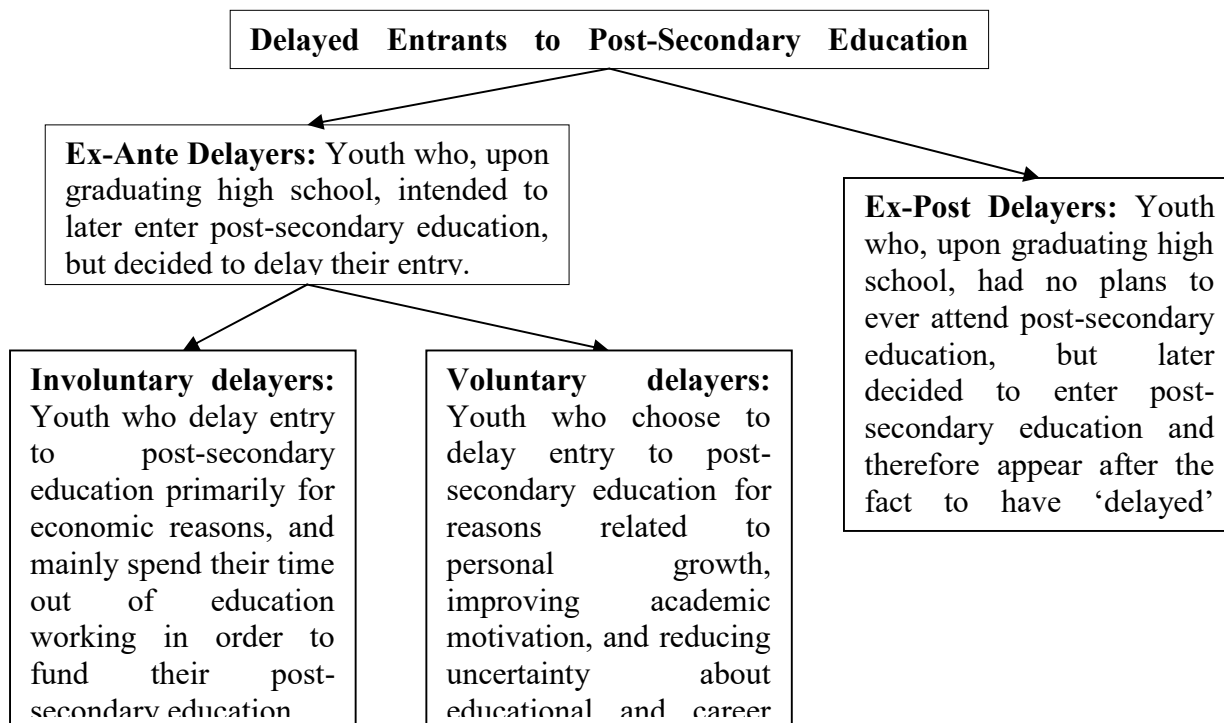 Delayed Entrants to Post-Secondary Education
Ex-Ante Delayers: Youth who, upon
graduating high school, intended to
later enter post-secondary education,
but decided to delay their entry.
Involuntary delayers:
Youth who delay entry
to post-secondary
education primarily for
economic reasons, and
mainly spend their time
out of education
working in order to
fund their post-
secondary education
Voluntary delayers:
Youth who choose to
delay entry to post-
secondary education for
reasons related to
personal growth,
improving academic
motivation, and reducing
uncertainty about
educational and career
Ex-Post Delayers: Youth
who, upon graduating high
school, had no plans to
ever attend post-secondary
education, but later
decided to enter post-
secondary education and
therefore appear after the
fact to have ‘delayed’